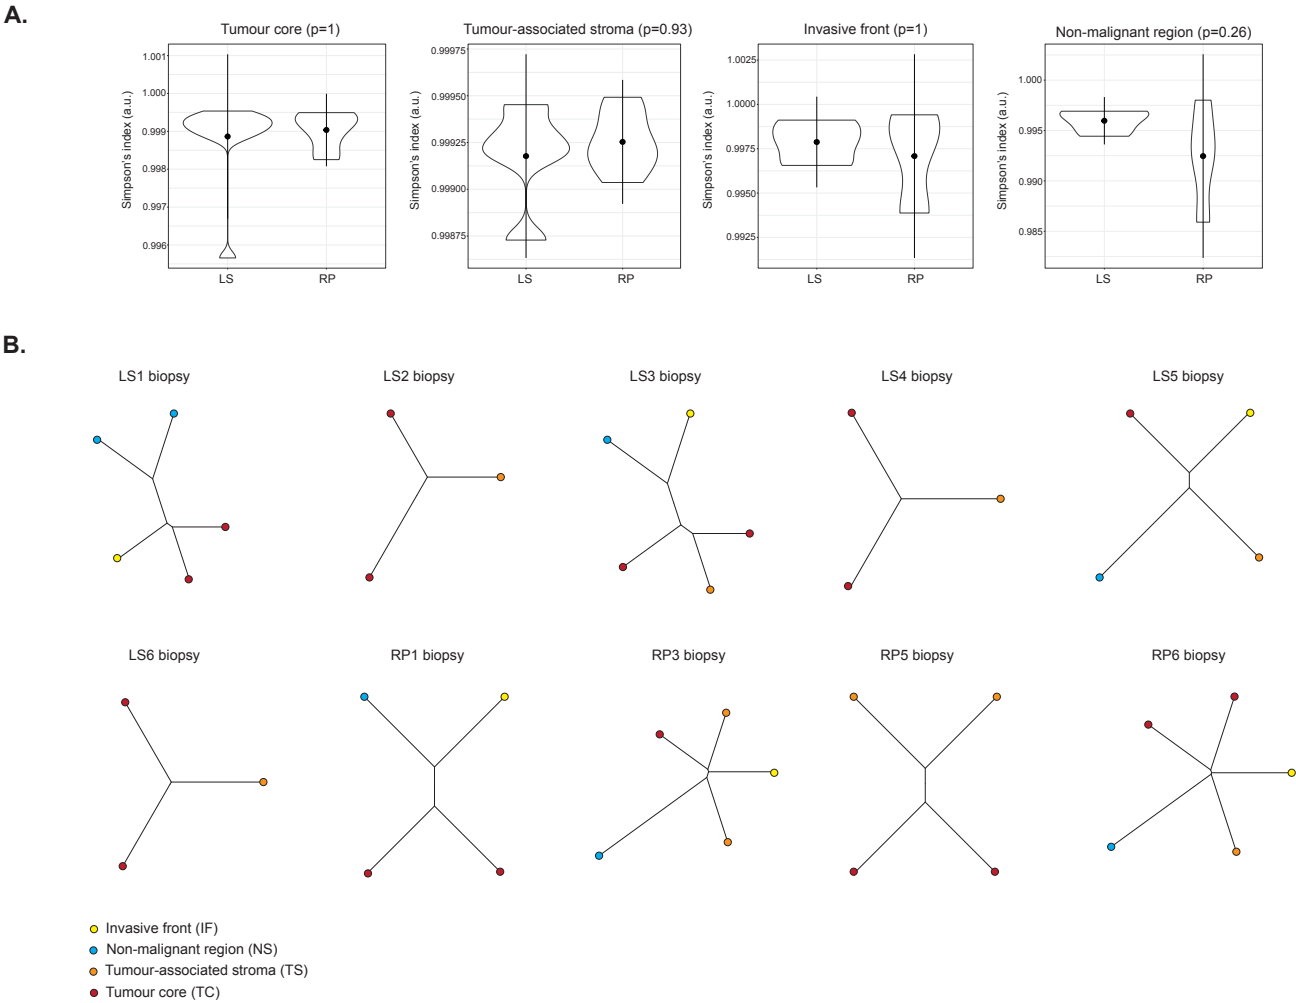 A.
Tumour core (p=1)
Simpson's index (a.u.)
1.001
1.000
0.999
0.998
0.997
0.996
LS
RP
Tumour-associated stroma (p=0.93)
Simpson's index (a.u.)
0.99975
0.99950
0.99925
0.99900
0.99875
LS
RP
Invasive front (p=1)
Simpson's index (a.u.)
1.0025
1.0000
0.9975
0.9950
0.9925
LS
RP
Non-malignant region (p=0.26)
Simpson's index (a.u.)
1.000
0.995
0.990
0.985
LS
RP
B.
LS1 biopsy
LS2 biopsy
LS3 biopsy
LS4 biopsy
LS5 biopsy
LS6 biopsy
RP1 biopsy
RP3 biopsy
RP5 biopsy
RP6 biopsy
Invasive front (IF)
Non-malignant region (NS)
Tumour-associated stroma (TS)
Tumour core (TC)